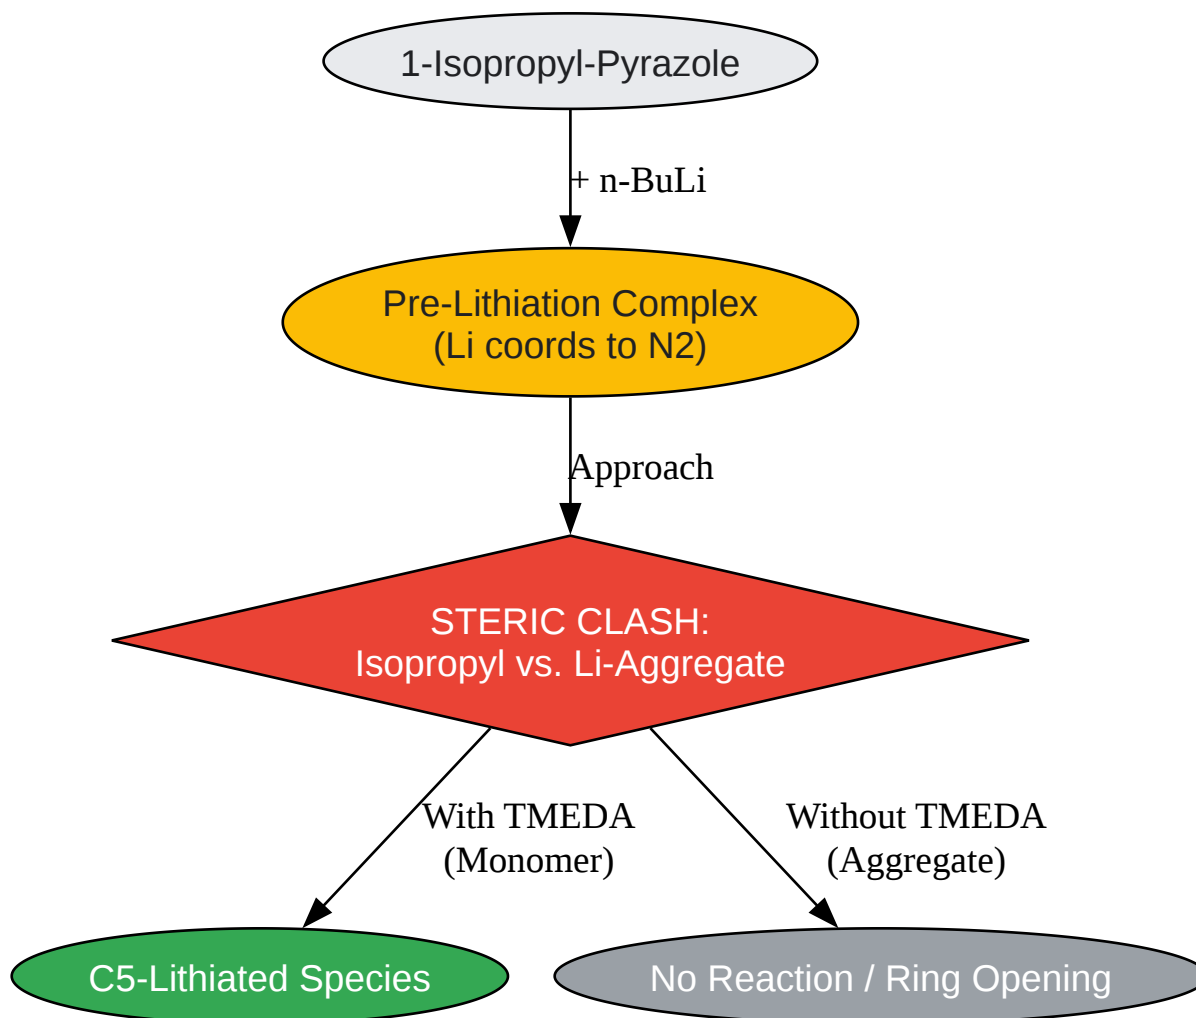 1-Isopropyl-Pyrazole
+ n-BuLi
Pre-Lithiation Complex
(Li coords to N2)
Approach
STERIC CLASH:
Isopropyl vs. Li-Aggregate
With TMEDA
(Monomer)
Without TMEDA
(Aggregate)
C5-Lithiated Species
No Reaction / Ring Opening